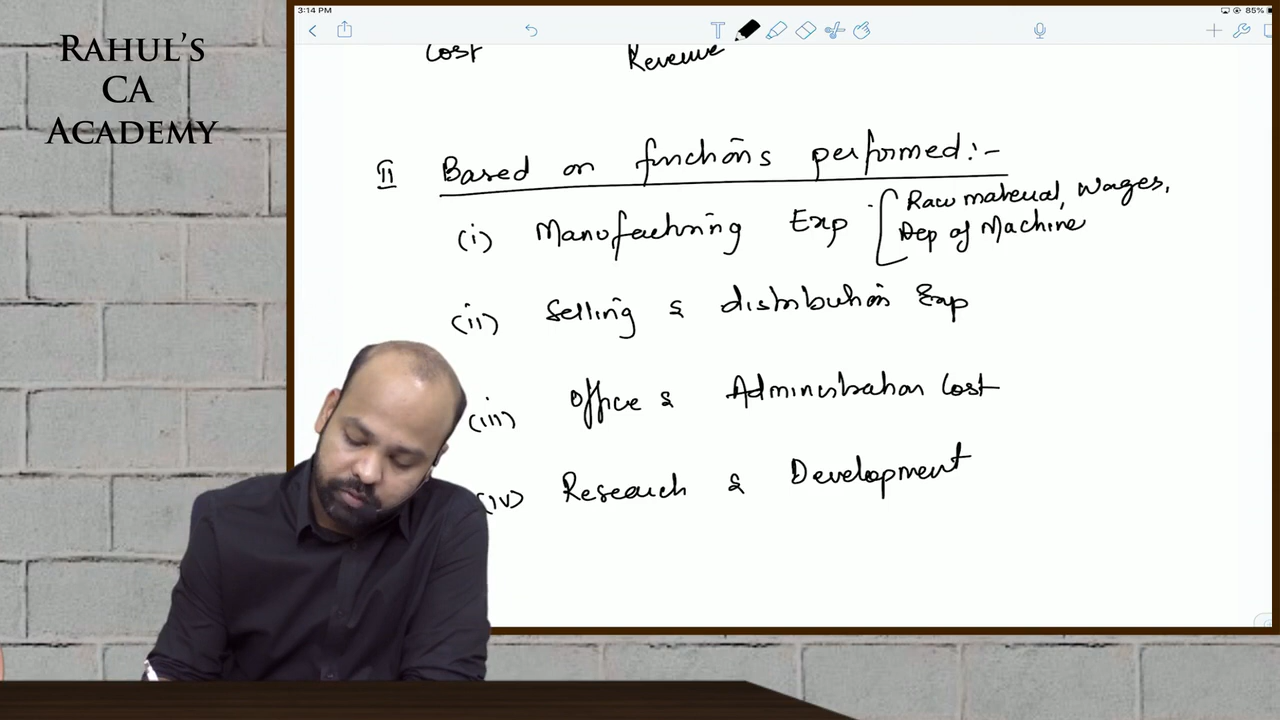 RAHUL'S
CA
ACADEMY
3:14 PM
85%
T
Cost Revenue
II Based on functions performed:-
(i) Manufacturing Exp [ Raw material, Wages,
Dep of Machine
(ii) Selling & distribution Exp
(iii) Office & Administration Cost
(iv) Research & Development